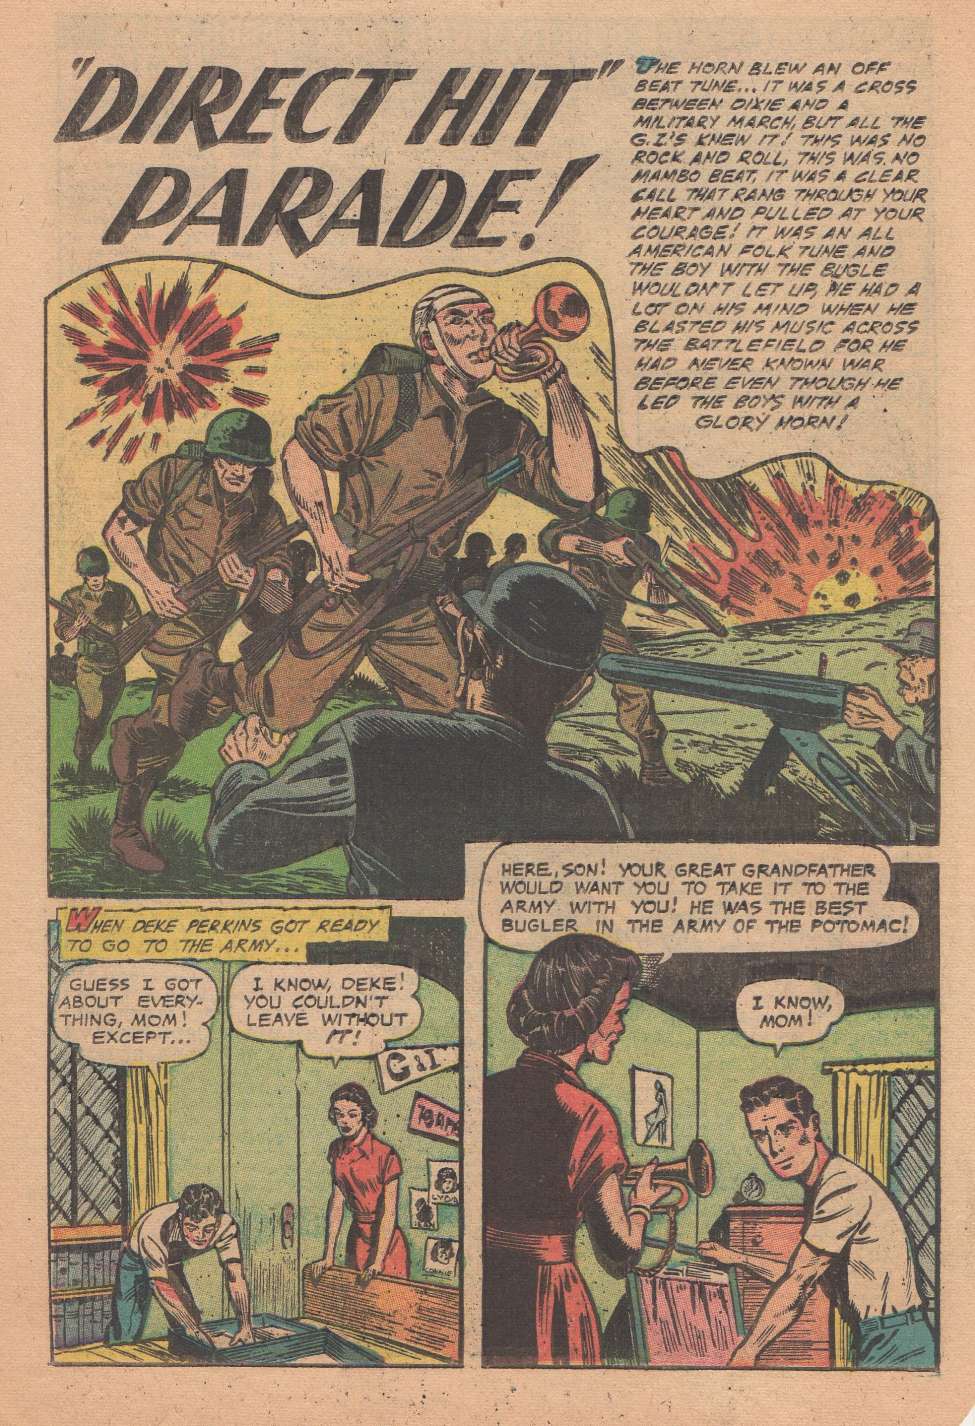 "DIRECT HIT"
PARADE!
THE HORN BLEW AN OFF
BEAT TUNE... IT WAS A CROSS
BETWEEN DIXIE AND A
MILITARY MARCH, BUT ALL THE
G.I.'S KNEW IT! THIS WAS NO
ROCK AND ROLL, THIS WAS, NO
MAMBO BEAT, IT WAS A CLEAR
CALL THAT RANG THROUGH YOUR
HEART AND PULLED AT YOUR
COURAGE! IT WAS AN ALL
AMERICAN FOLK TUNE AND
THE BOY WITH THE BUGLE
WOULDN'T LET UP, HE HAD A
LOT ON HIS MIND WHEN HE
BLASTED HIS MUSIC ACROSS
THE BATTLEFIELD FOR HE
HAD NEVER KNOWN WAR
BEFORE EVEN THOUGH HE
LED THE BOYS WITH A
GLORY HORN!
WHEN DEKE PERKINS GOT READY
TO GO TO THE ARMY...
GUESS I GOT
ABOUT EVERY-
THING, MOM!
EXCEPT...
I KNOW, DEKE!
YOU COULDN'T
LEAVE WITHOUT
IT!
TEAM
LYDIA
JEAN
CONNIE
HERE, SON! YOUR GREAT GRANDFATHER
WOULD WANT YOU TO TAKE IT TO THE
ARMY WITH YOU! HE WAS THE BEST
BUGLER IN THE ARMY OF THE POTOMAC!
I KNOW,
MOM!